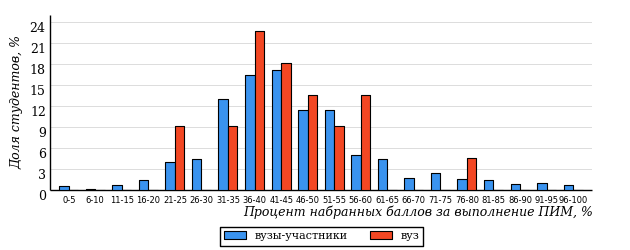 Доля студентов, %
24
21
18
15
12
9
6
3
0
0-5 6-10 11-15 16-20 21-25 26-30 31-35 36-40 41-45 46-50 51-55 56-60 61-65 66-70 71-75 76-80 81-85 86-90 91-95 96-100
Процент набранных баллов за выполнение ПИМ, %
вузы-участники вуз